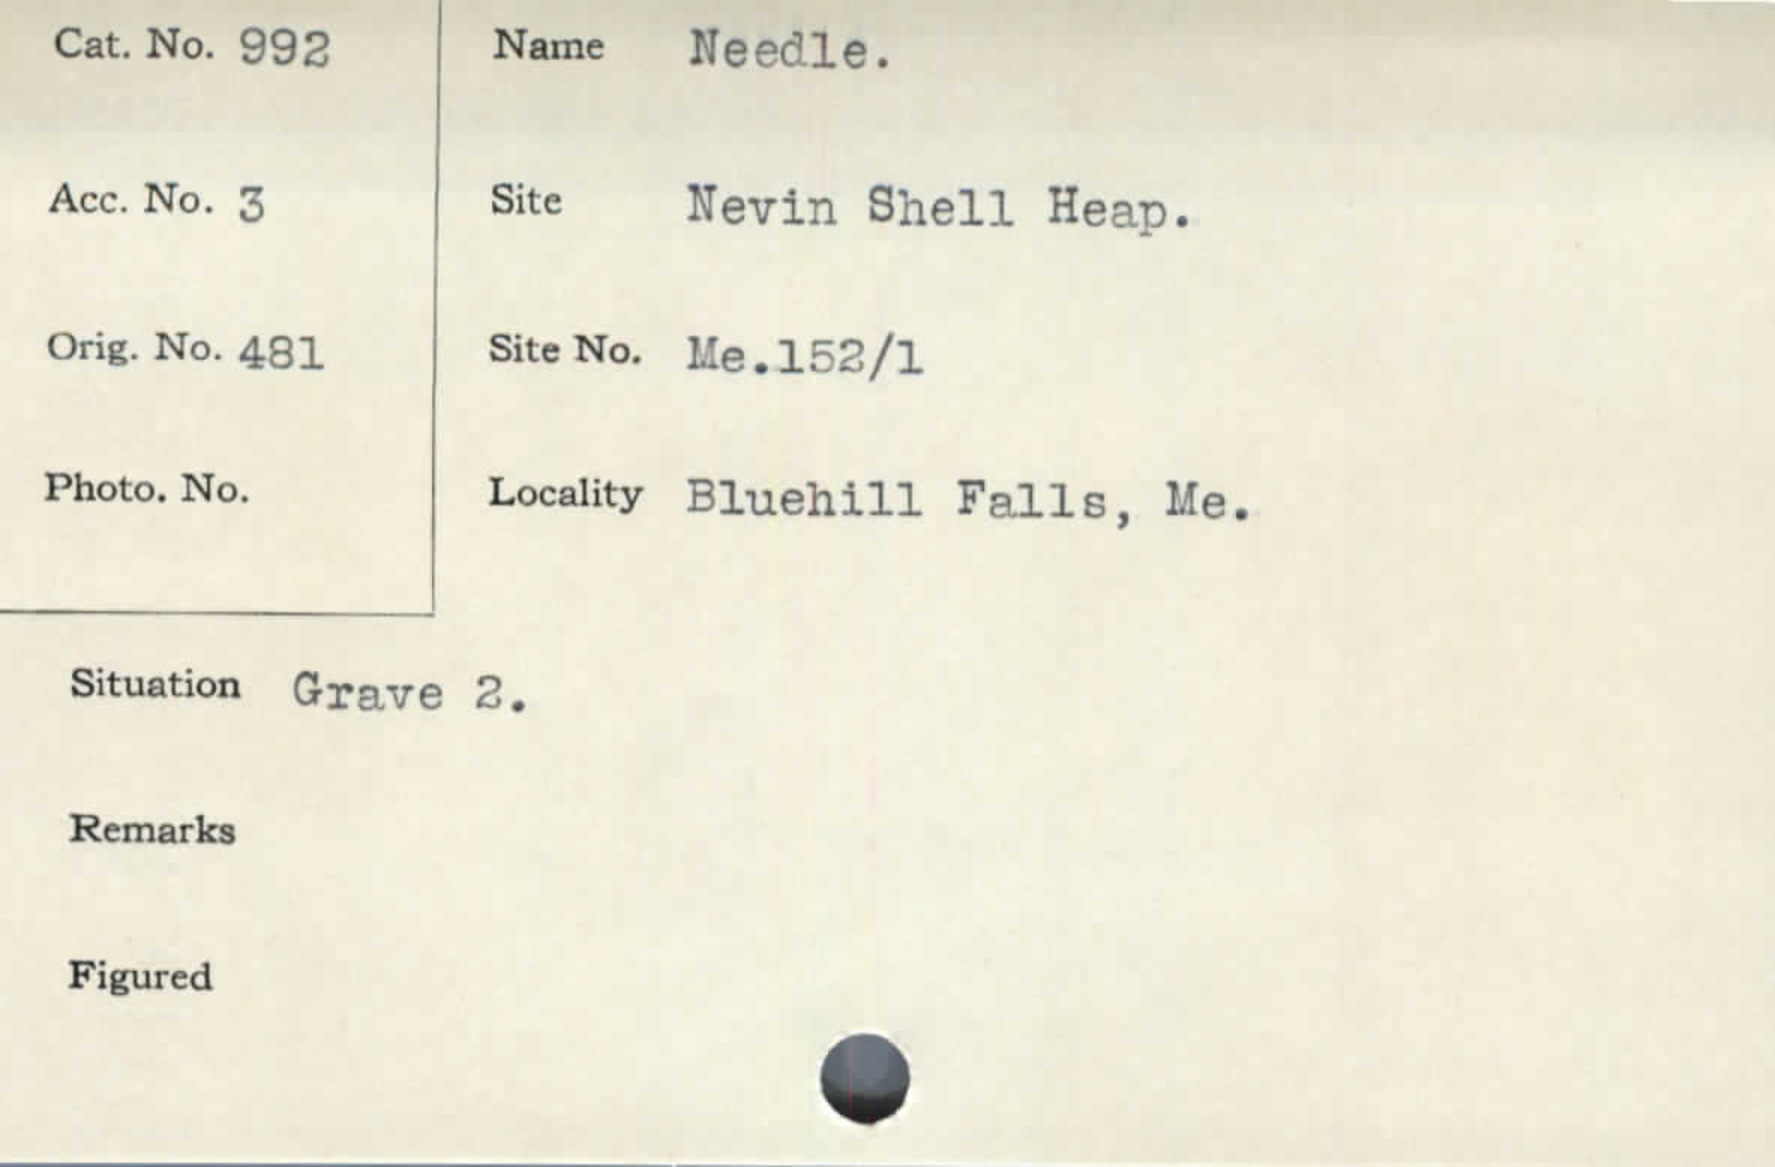 Cat. No. 992
Name Needle.
Acc. No. 3
Site Nevin Shell Heap.
Orig. No. 481
Site No. Me.152/1
Photo. No.
Locality Bluehill Falls, Me.
Situation Grave 2.
Remarks
Figured